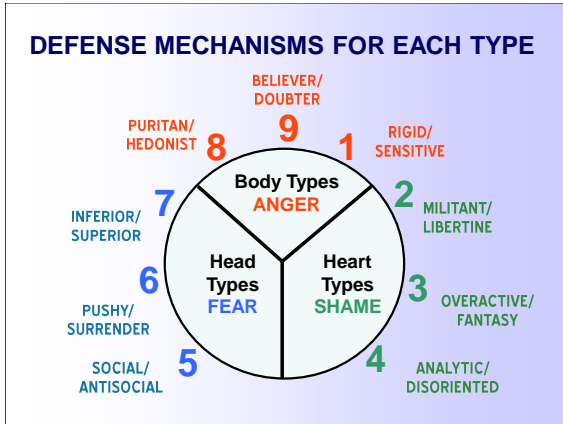 DEFENSE MECHANISMS FOR EACH TYPE
BELIEVER/
DOUBTER
9
PURITAN/
HEDONIST
8
1
RIGID/
SENSITIVE
Body Types
ANGER
7
2
INFERIOR/
SUPERIOR
MILITANT/
LIBERTINE
Head
Types
FEAR
Heart
Types
SHAME
6
3
PUSHY/
SURRENDER
OVERACTIVE/
FANTASY
5
4
SOCIAL/
ANTISOCIAL
ANALYTIC/
DISORIENTED